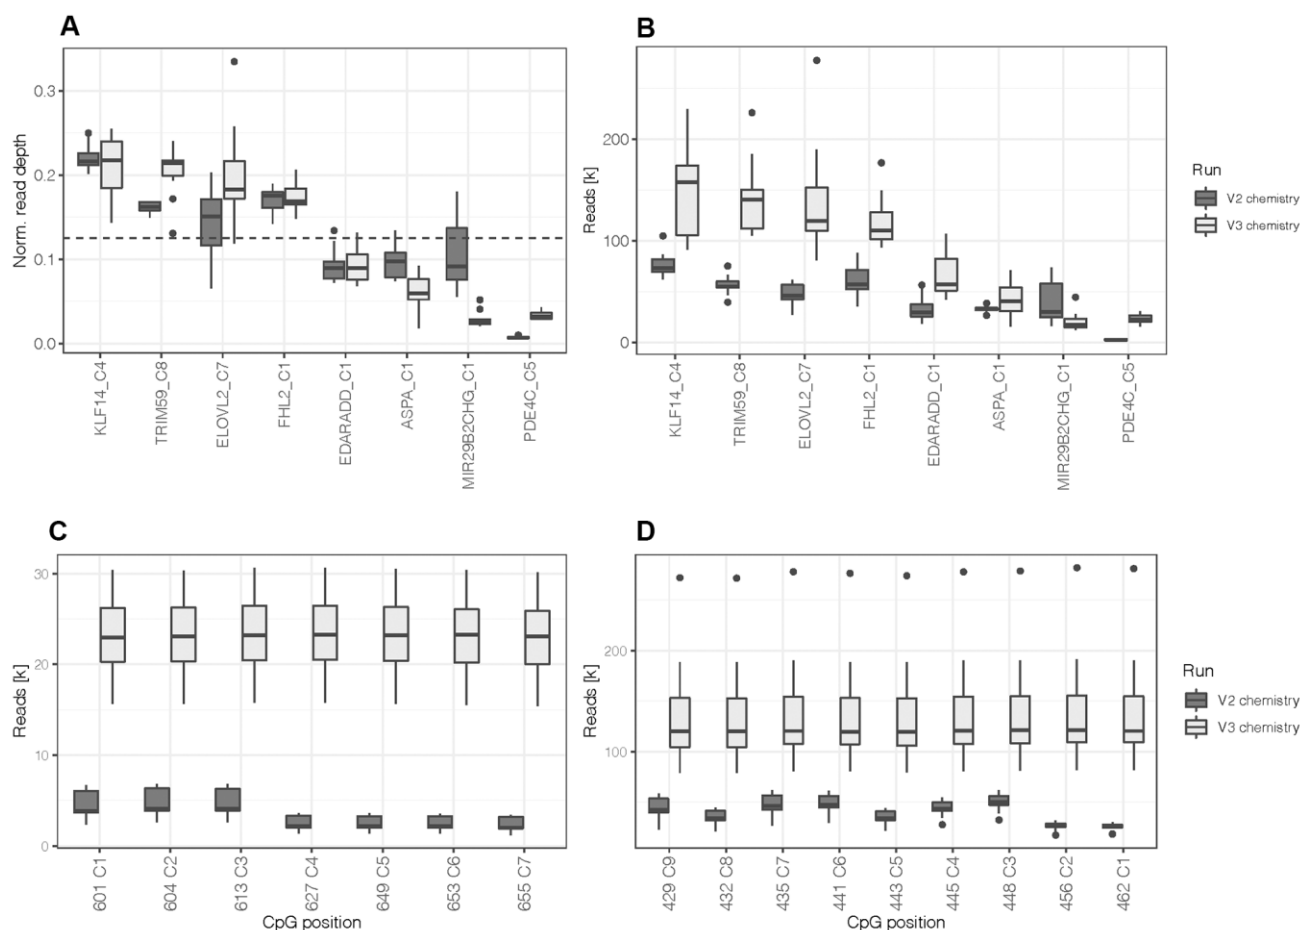 A
Norm. read depth
0.3
0.2
0.1
0.0
KLF14_C4
TRIM59_C8
ELOVL2_C7
FHL2_C1
EDARADD_C1
ASPA_C1
MIR29B2CHG_C1
PDE4C_C5
B
Reads [k]
200
100
0
KLF14_C4
TRIM59_C8
ELOVL2_C7
FHL2_C1
EDARADD_C1
ASPA_C1
MIR29B2CHG_C1
PDE4C_C5
Run
V2 chemistry
V3 chemistry
C
Reads [k]
30
20
10
0
601 C1
604 C2
613 C3
627 C4
649 C5
653 C6
655 C7
CpG position
D
Reads [k]
200
100
429 C9
432 C8
435 C7
441 C6
443 C5
445 C4
448 C3
456 C2
462 C1
CpG position
Run
V2 chemistry
V3 chemistry